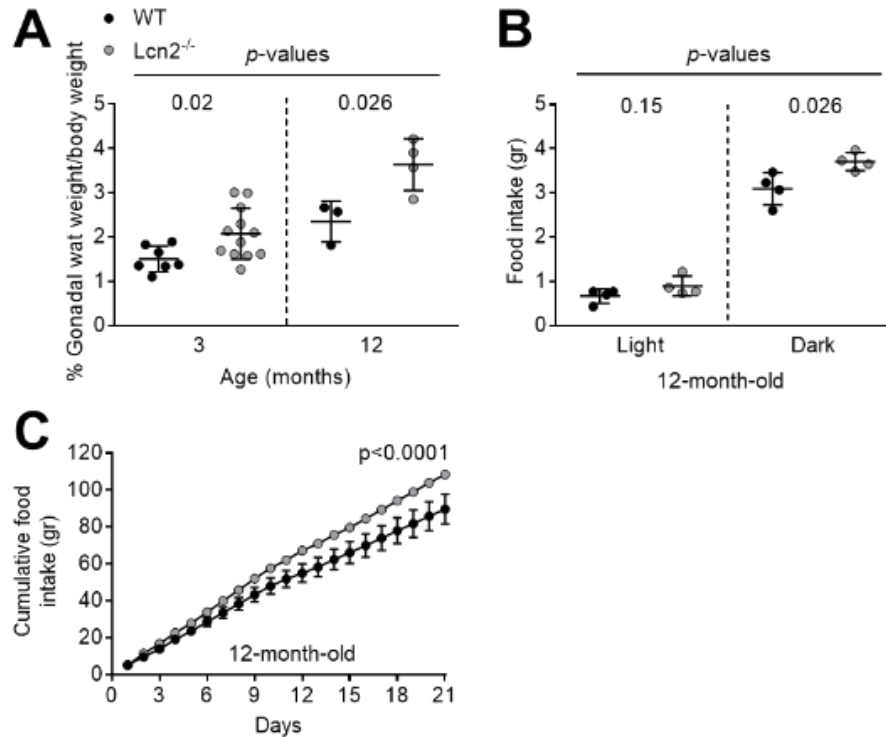 A
WT
Lcn2-/-
p-values
0.02 0.026
% Gonadal wat weight/body weight
5
4
3
2
1
0
3 12
Age (months)
B
p-values
0.15 0.026
Food intake (gr)
5
4
3
2
1
0
Light Dark
12-month-old
C
p<0.0001
Cumulative food
intake (gr)
120
100
80
60
40
20
0
12-month-old
0 3 6 9 12 15 18 21
Days